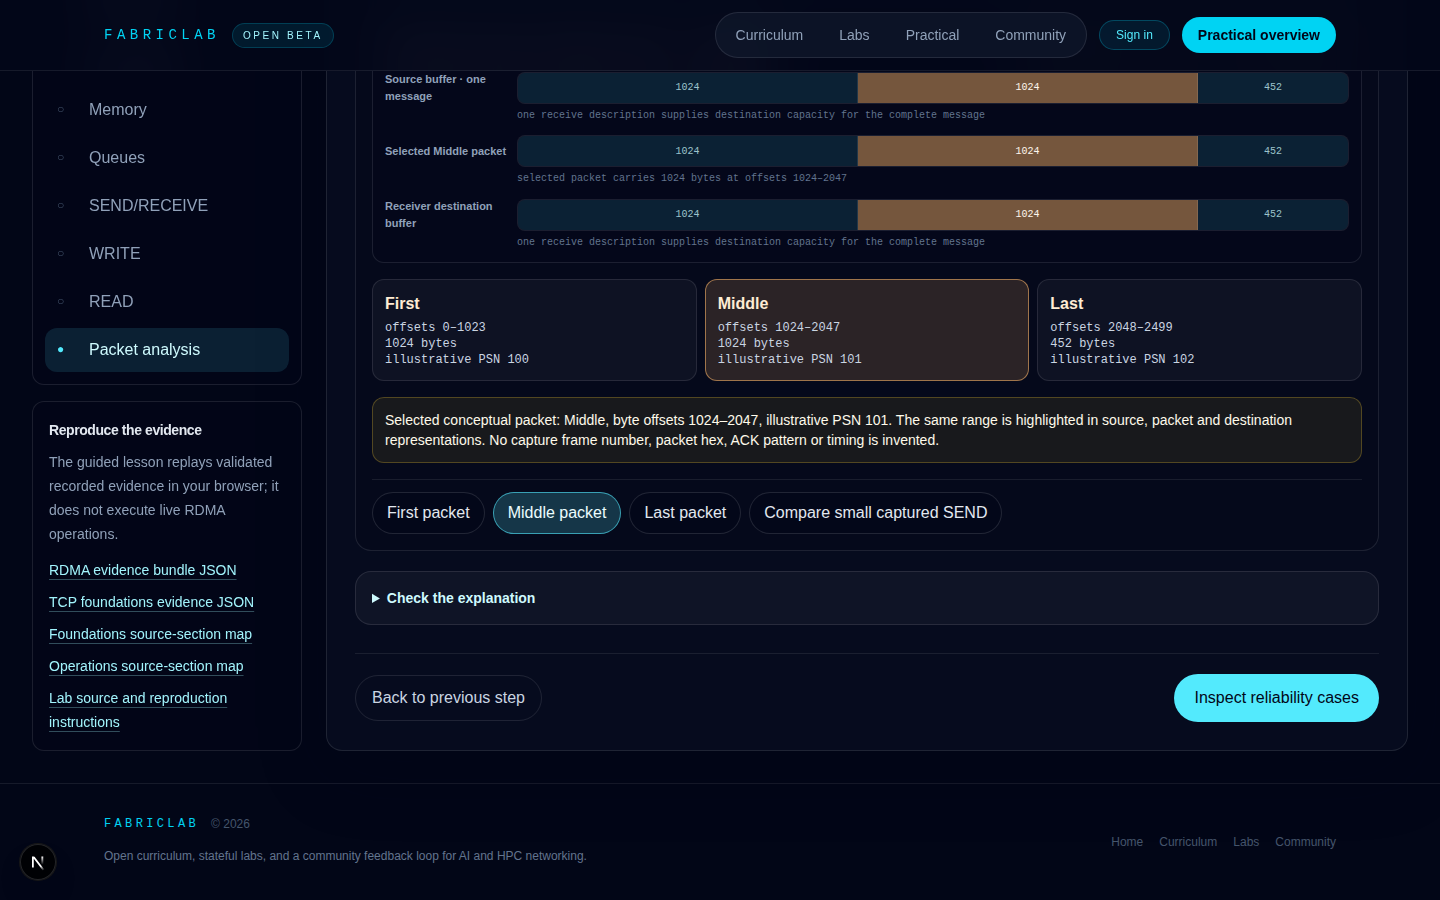 FABRICLAB
OPEN BETA
Curriculum
Labs
Practical
Community
Sign in
Practical overview
Memory
Queues
SEND/RECEIVE
WRITE
READ
Packet analysis
Reproduce the evidence
The guided lesson replays validated
recorded evidence in your browser; it
does not execute live RDMA
operations.
RDMA evidence bundle JSON
TCP foundations evidence JSON
Foundations source-section map
Operations source-section map
Lab source and reproduction
instructions
Source buffer · one
message
1024
1024
452
one receive description supplies destination capacity for the complete message
Selected Middle packet
1024
1024
452
selected packet carries 1024 bytes at offsets 1024–2047
Receiver destination
buffer
1024
1024
452
one receive description supplies destination capacity for the complete message
First
offsets 0–1023
1024 bytes
illustrative PSN 100
Middle
offsets 1024–2047
1024 bytes
illustrative PSN 101
Last
offsets 2048–2499
452 bytes
illustrative PSN 102
Selected conceptual packet: Middle, byte offsets 1024–2047, illustrative PSN 101. The same range is highlighted in source, packet and destination
representations. No capture frame number, packet hex, ACK pattern or timing is invented.
First packet
Middle packet
Last packet
Compare small captured SEND
Check the explanation
Back to previous step
Inspect reliability cases
FABRICLAB
© 2026
Open curriculum, stateful labs, and a community feedback loop for AI and HPC networking.
Home
Curriculum
Labs
Community
N